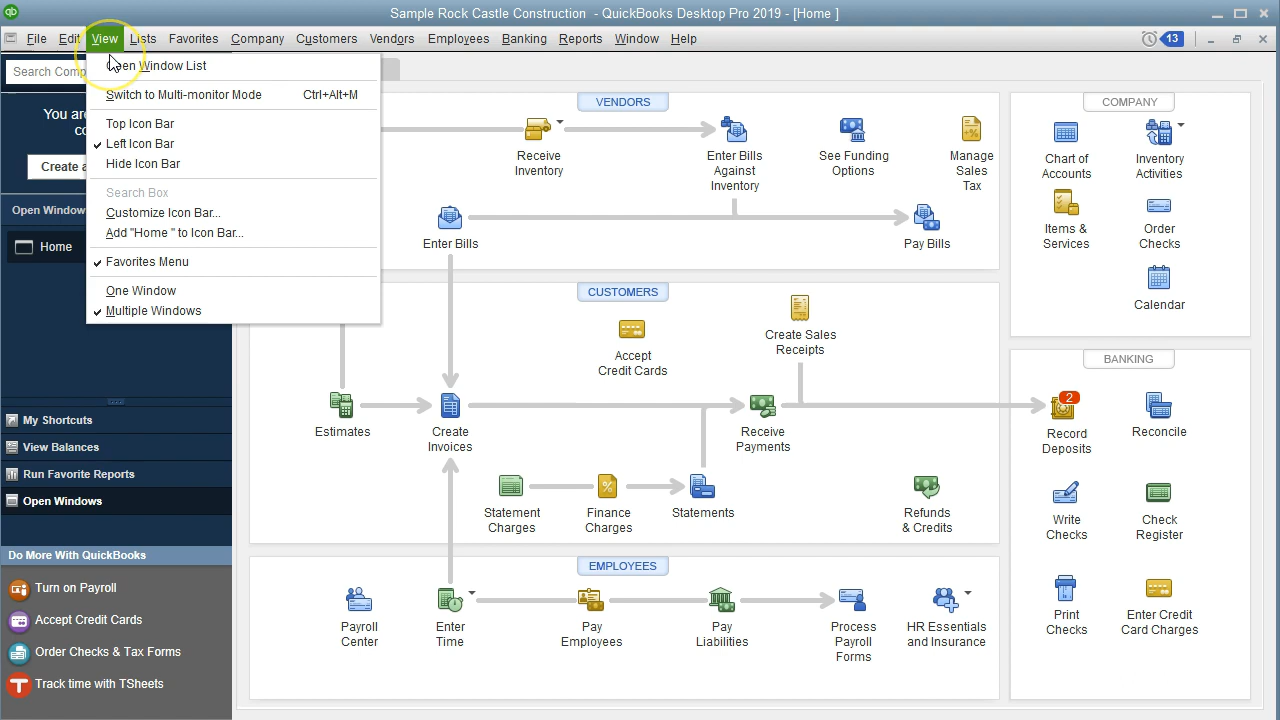 qb
Sample Rock Castle Construction - QuickBooks Desktop Pro 2019 - [Home ]
File Edit View Lists Favorites Company Customers Vendors Employees Banking Reports Window Help
13
Search Comp
Open Window List
Switch to Multi-monitor Mode Ctrl+Alt+M
Top Icon Bar
Left Icon Bar
Hide Icon Bar
Search Box
Customize Icon Bar...
Add "Home " to Icon Bar...
Favorites Menu
One Window
Multiple Windows
You are
co
Create a
Open Window
Home
My Shortcuts
View Balances
Run Favorite Reports
Open Windows
Do More With QuickBooks
Turn on Payroll
Accept Credit Cards
Order Checks & Tax Forms
Track time with TSheets
VENDORS
Receive
Inventory
Enter Bills
Against
Inventory
See Funding
Options
Manage
Sales
Tax
Enter Bills
Pay Bills
CUSTOMERS
Accept
Credit Cards
Create Sales
Receipts
Estimates
Create
Invoices
Receive
Payments
Statement
Charges
Finance
Charges
Statements
Refunds
& Credits
EMPLOYEES
Payroll
Center
Enter
Time
Pay
Employees
Pay
Liabilities
Process
Payroll
Forms
HR Essentials
and Insurance
COMPANY
Chart of
Accounts
Inventory
Activities
Items &
Services
Order
Checks
Calendar
BANKING
2
Record
Deposits
Reconcile
Write
Checks
Check
Register
Print
Checks
Enter Credit
Card Charges